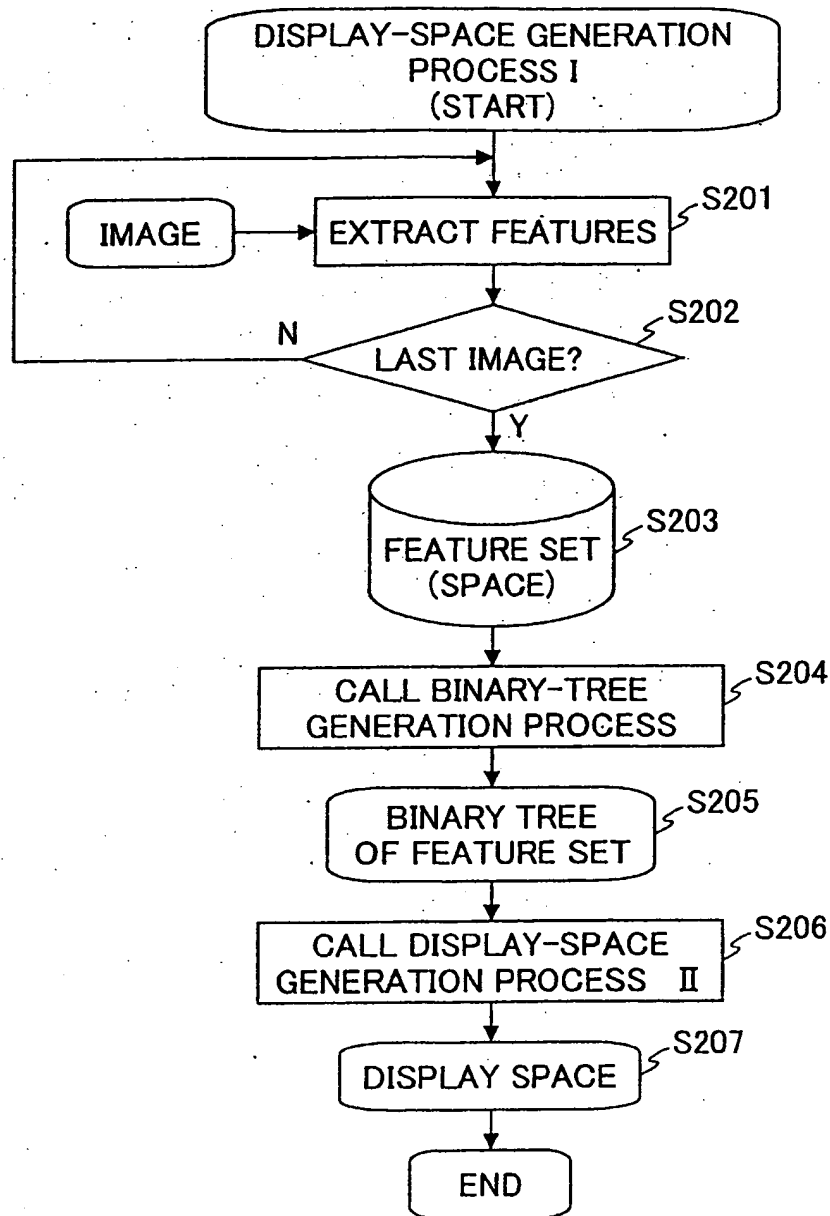 DISPLAY-SPACE GENERATION
PROCESS I
(START)
S201
IMAGE
EXTRACT FEATURES
S202
N
LAST IMAGE?
Y
S203
FEATURE SET
(SPACE)
S204
CALL BINARY-TREE
GENERATION PROCESS
S205
BINARY TREE
OF FEATURE SET
S206
CALL DISPLAY-SPACE
GENERATION PROCESS II
S207
DISPLAY SPACE
END